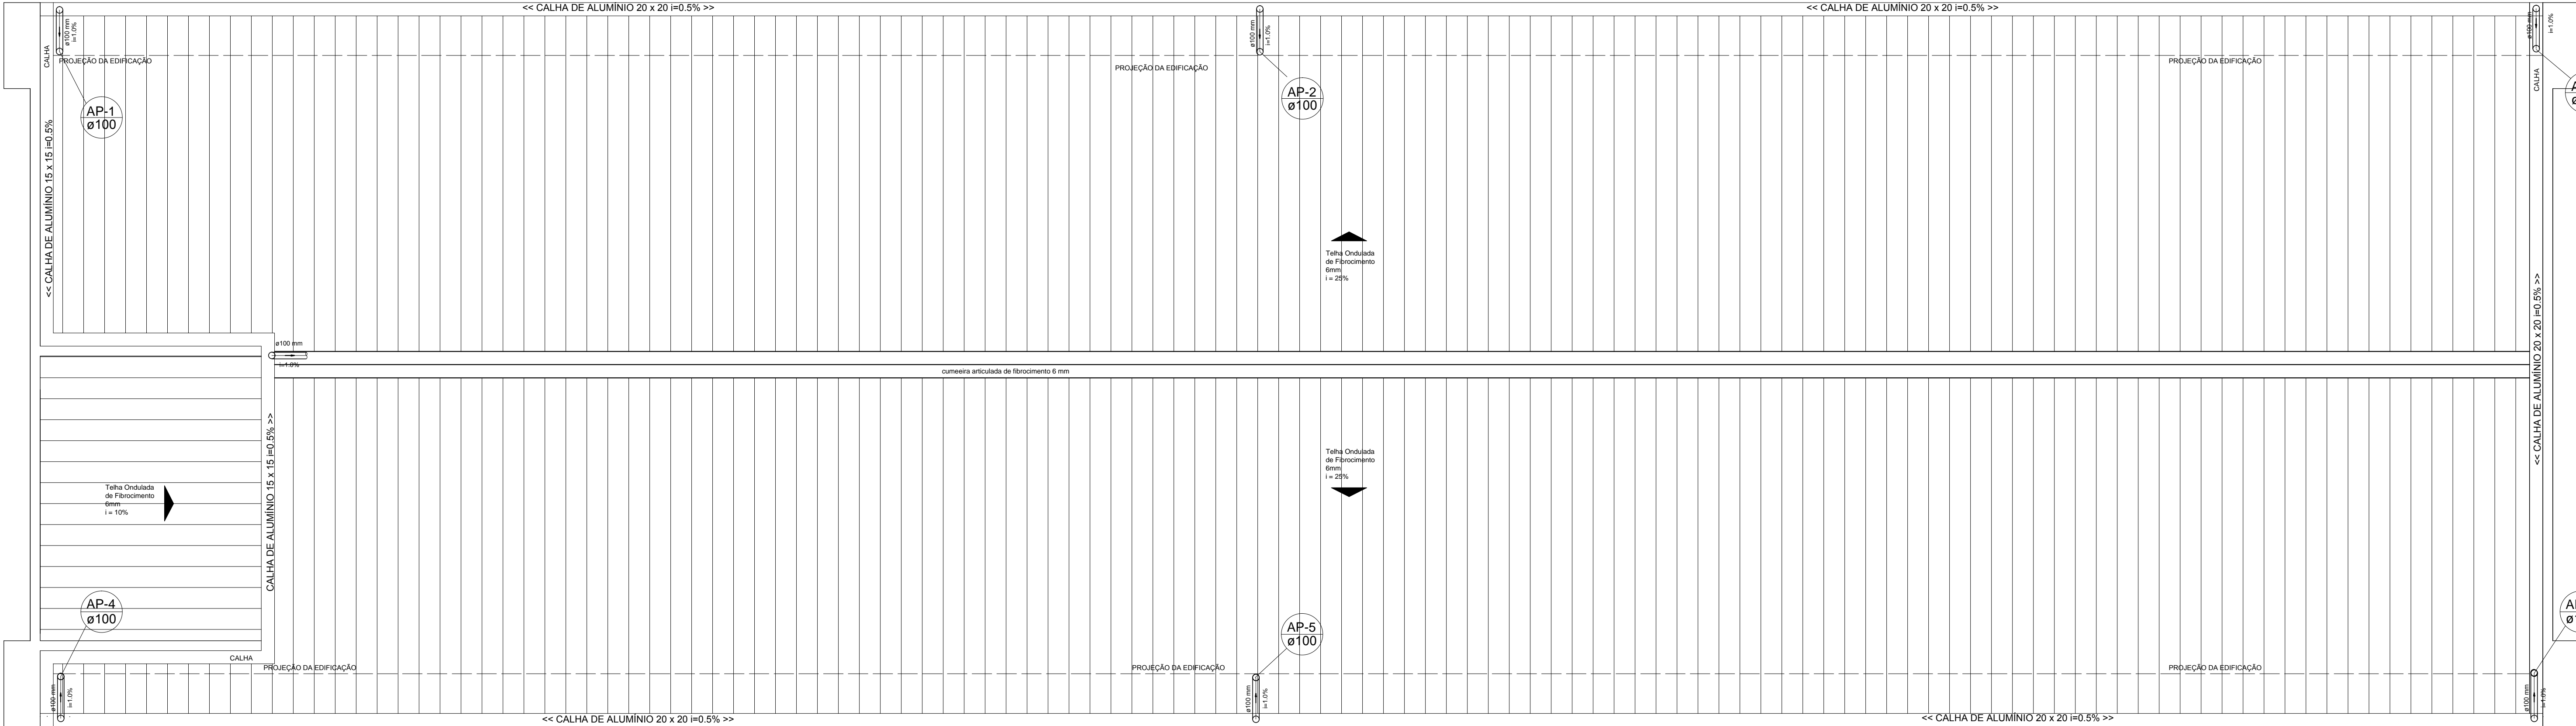 << CALHA DE ALUMÍNIO 20 x 20 i=0.5% >>
<< CALHA DE ALUMÍNIO 20 x 20 i=0.5% >>
ø100 mm
i=1.0%
ø100 mm
i=1.0%
ø100 mm
i=1.0%
CALHA
PROJEÇÃO DA EDIFICAÇÃO
PROJEÇÃO DA EDIFICAÇÃO
PROJEÇÃO DA EDIFICAÇÃO
CALHA
AP-1
ø100
AP-2
ø100
<< CALHA DE ALUMÍNIO 15 x 15 i=0.5%
Telha Ondulada
de Fibrocimento
6mm
i = 25%
ø100 mm
i=1.0%
cumeeira articulada de fibrocimento 6 mm
<< CALHA DE ALUMÍNIO 20 x 20 i=0.5% >>
CALHA DE ALUMÍNIO 15 x 15 i=0.5% >>
Telha Ondulada
de Fibrocimento
6mm
i = 25%
Telha Ondulada
de Fibrocimento
6mm
i = 10%
AP-4
ø100
AP-5
ø100
CALHA
PROJEÇÃO DA EDIFICAÇÃO
PROJEÇÃO DA EDIFICAÇÃO
PROJEÇÃO DA EDIFICAÇÃO
ø100 mm
i=1.0%
ø100 mm
i=1.0%
ø100 mm
i=1.0%
<< CALHA DE ALUMÍNIO 20 x 20 i=0.5% >>
<< CALHA DE ALUMÍNIO 20 x 20 i=0.5% >>